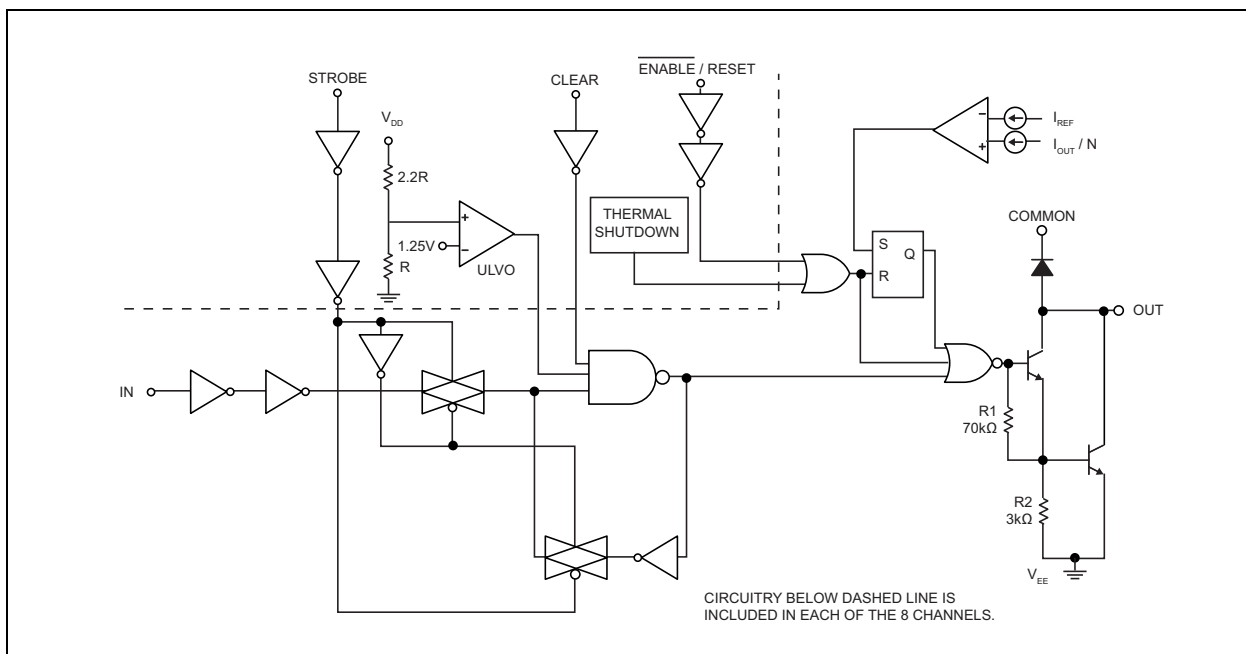 STROBE
CLEAR
ENABLE / RESET
V_DD
2.2R
1.25V
R
+
−
ULVO
THERMAL
SHUTDOWN
−
+
I_REF
I_OUT / N
COMMON
S
Q
R
OUT
IN
R1
70kΩ
R2
3kΩ
V_EE
CIRCUITRY BELOW DASHED LINE IS
INCLUDED IN EACH OF THE 8 CHANNELS.